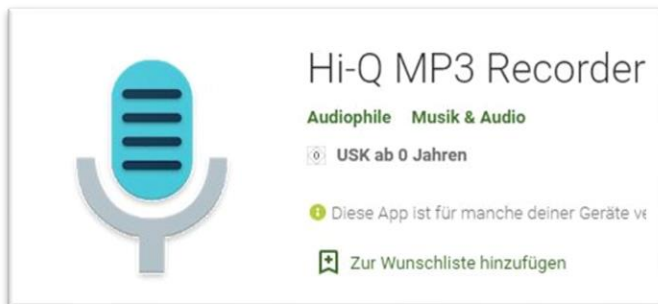 Hi-Q MP3 Recorder
Audiophile Musik & Audio
0 USK ab 0 Jahren
Diese App ist für manche deiner Geräte
Zur Wunschliste hinzufügen